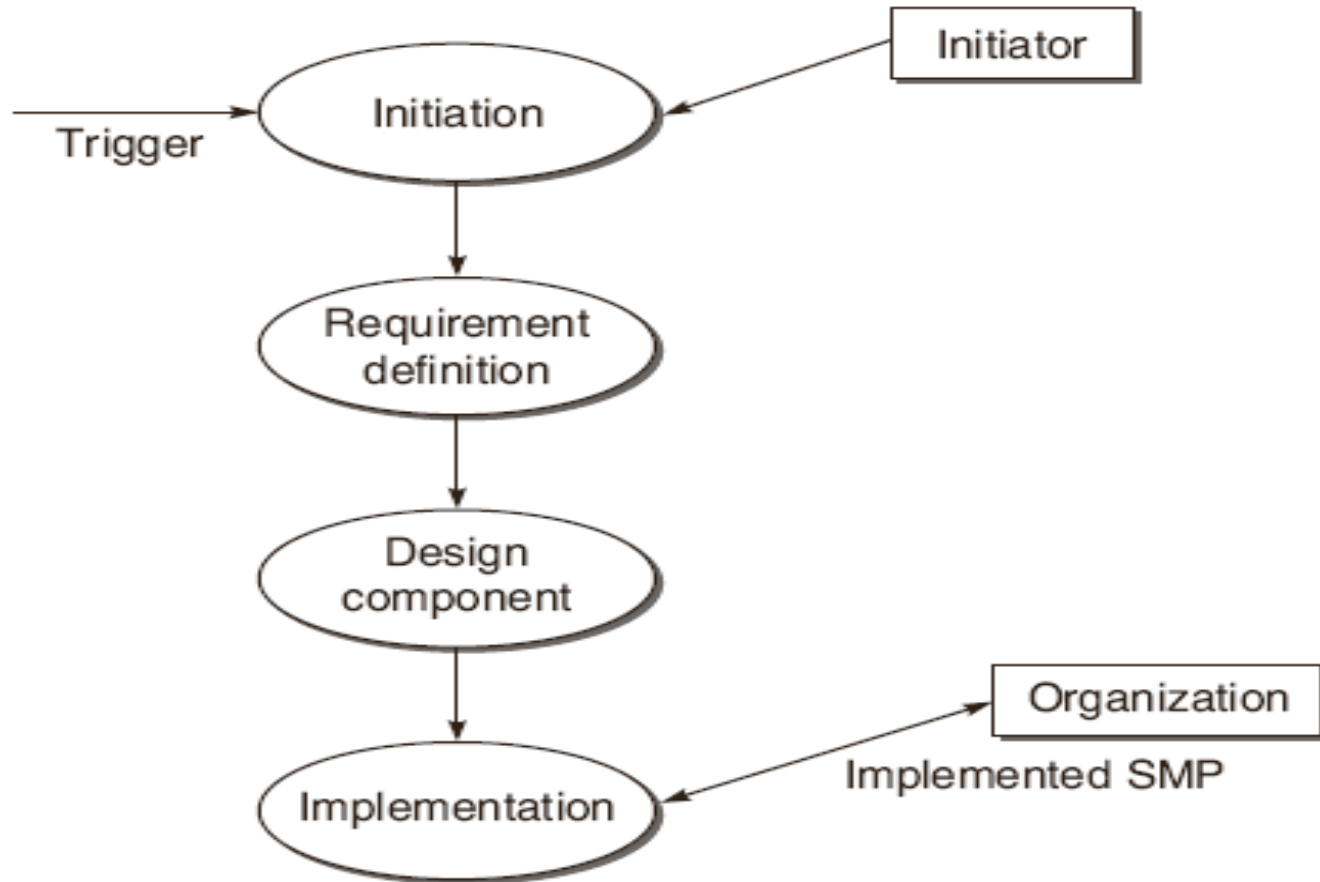 Initiator
Initiation
Trigger
Requirement
definition
Design
component
Organization
Implemented SMP
Implementation